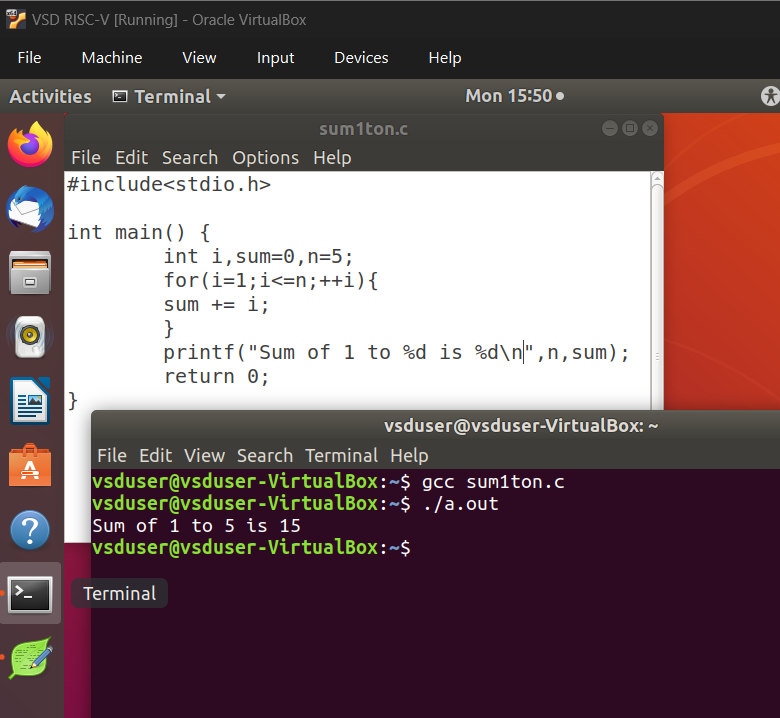 VSD RISC-V [Running] - Oracle VirtualBox
File Machine View Input Devices Help
Activities Terminal Mon 15:50
sum1ton.c
File Edit Search Options Help
#include<stdio.h>
int main() {
int i,sum=0,n=5;
for(i=1;i<=n;++i){
sum += i;
}
printf("Sum of 1 to %d is %d\n",n,sum);
return 0;
}
vsduser@vsduser-VirtualBox: ~
File Edit View Search Terminal Help
vsduser@vsduser-VirtualBox:~$ gcc sum1ton.c
vsduser@vsduser-VirtualBox:~$ ./a.out
Sum of 1 to 5 is 15
vsduser@vsduser-VirtualBox:~$
Terminal